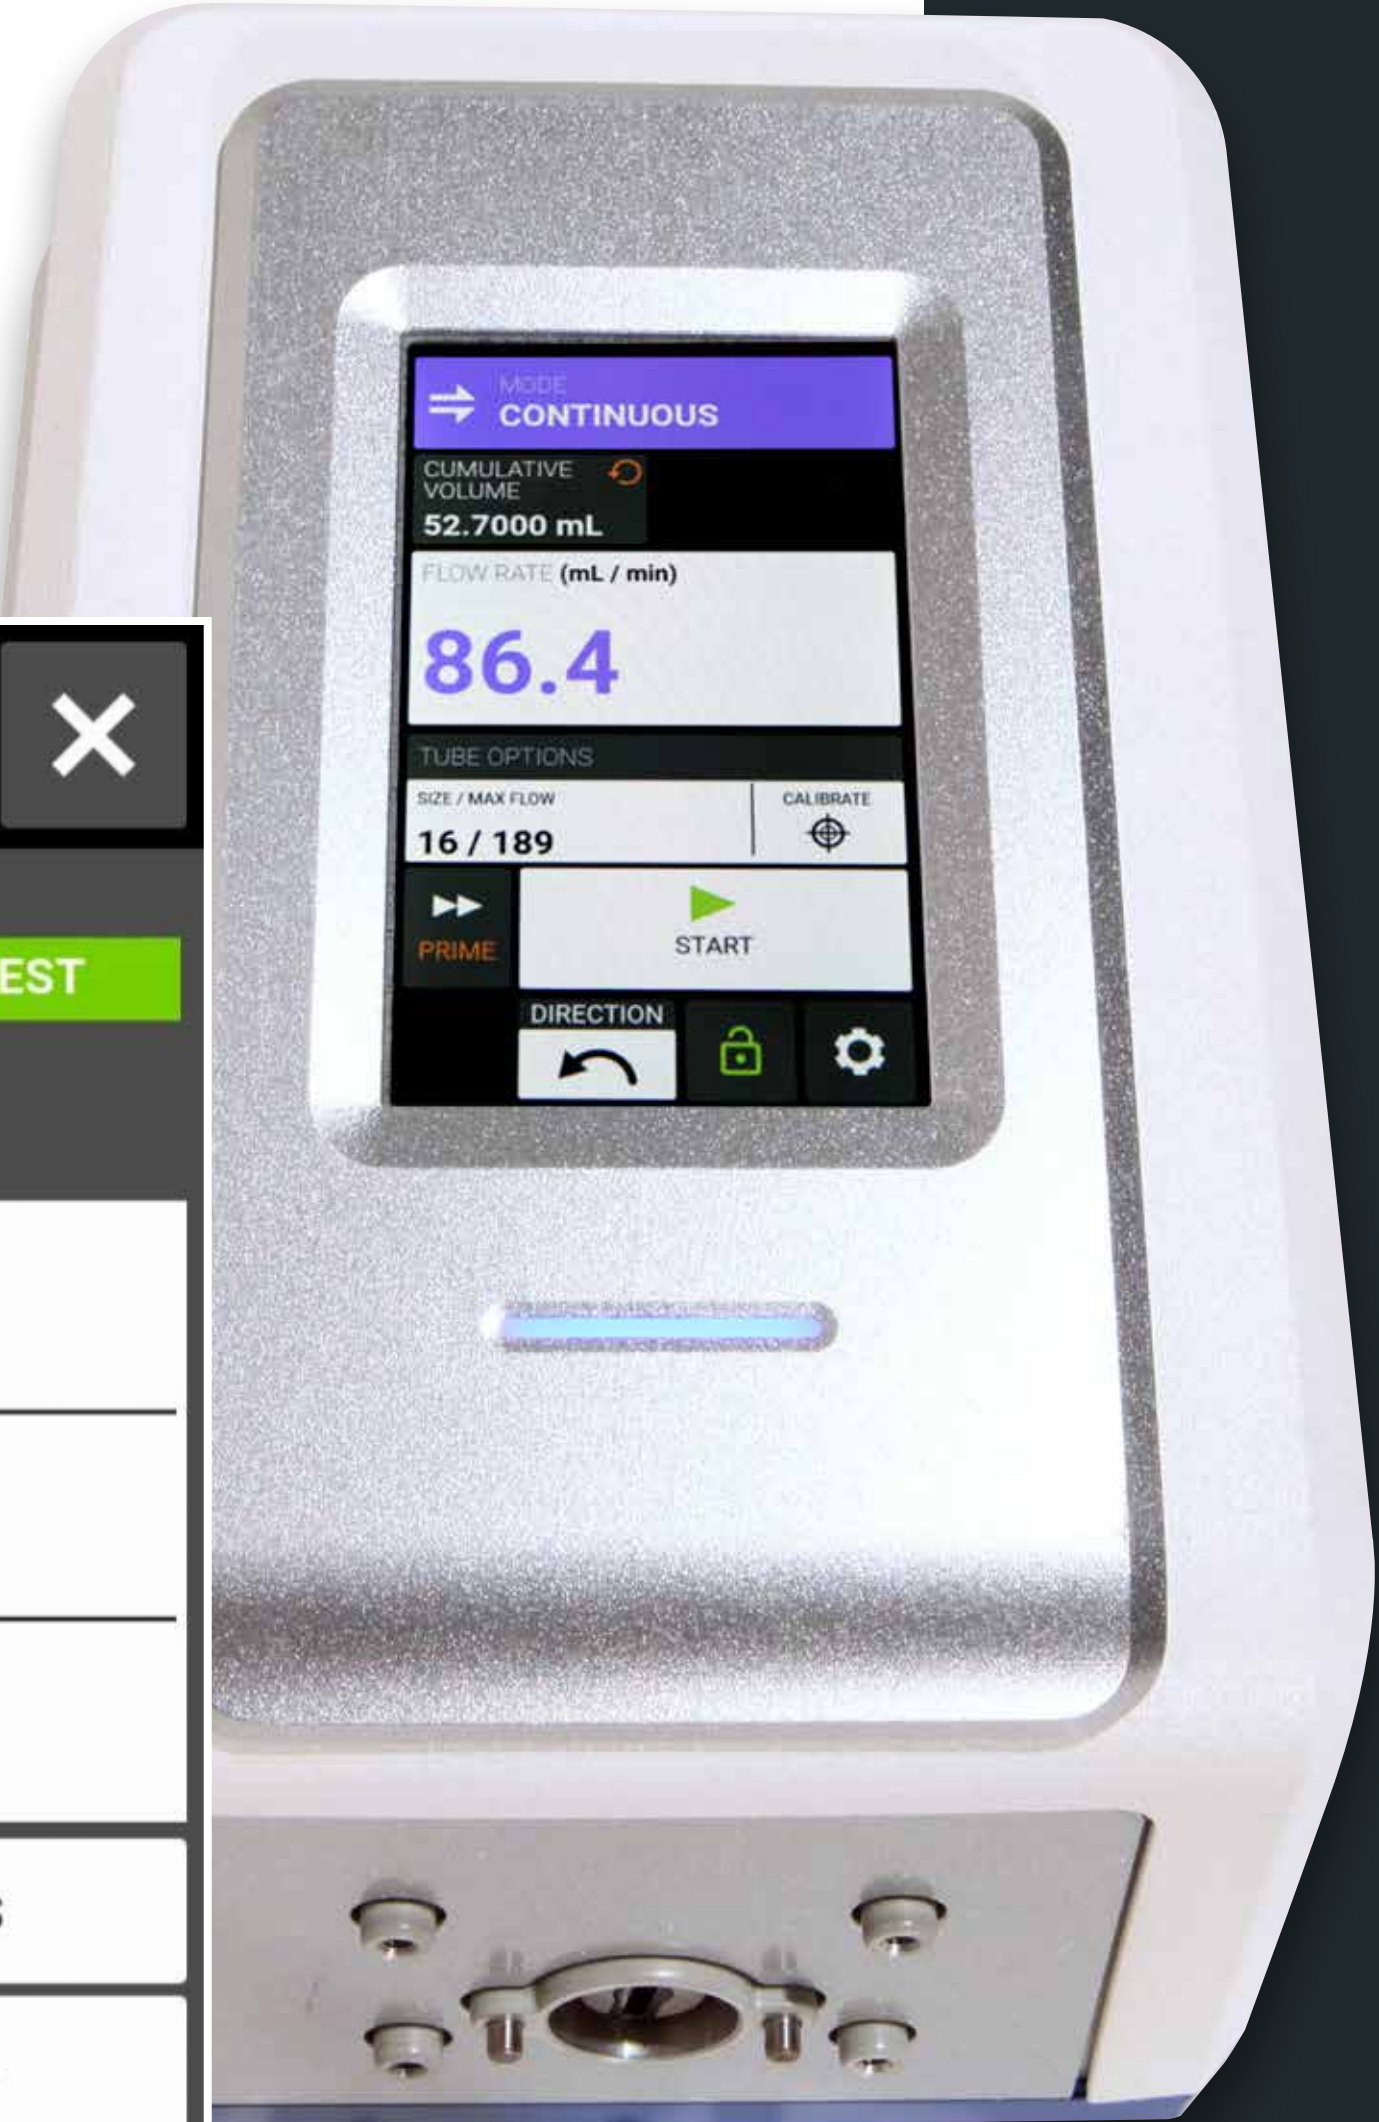 MODE
CONTINUOUS
CUMULATIVE
VOLUME
52.7000 mL
FLOW RATE (mL / min)
86.4
TUBE OPTIONS
SIZE / MAX FLOW
CALIBRATE
16 / 189
PRIME
START
DIRECTION
EST
S